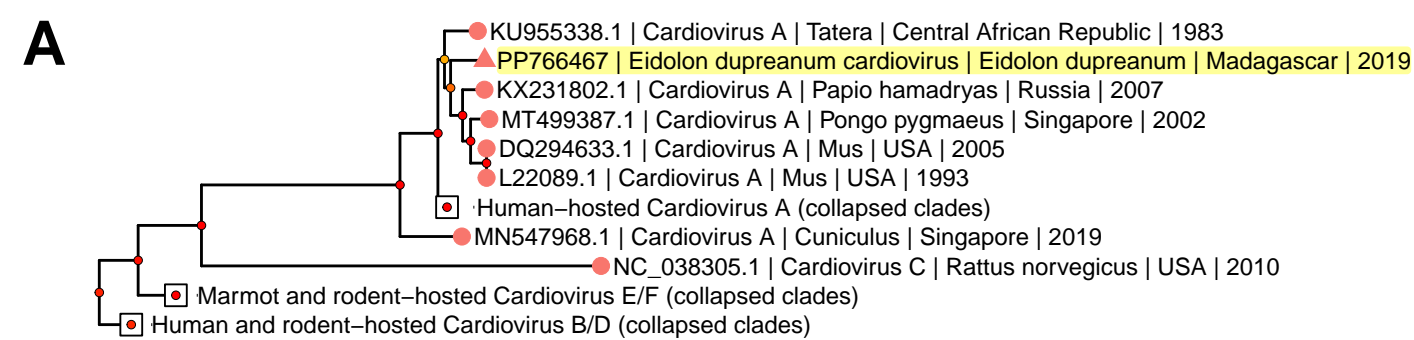 A
KU955338.1 | Cardiovirus A | Tatera | Central African Republic | 1983
PP766467 | Eidolon dupreanum cardiovirus | Eidolon dupreanum | Madagascar | 2019
KX231802.1 | Cardiovirus A | Papio hamadryas | Russia | 2007
MT499387.1 | Cardiovirus A | Pongo pygmaeus | Singapore | 2002
DQ294633.1 | Cardiovirus A | Mus | USA | 2005
L22089.1 | Cardiovirus A | Mus | USA | 1993
Human−hosted Cardiovirus A (collapsed clades)
MN547968.1 | Cardiovirus A | Cuniculus | Singapore | 2019
NC_038305.1 | Cardiovirus C | Rattus norvegicus | USA | 2010
Marmot and rodent−hosted Cardiovirus E/F (collapsed clades)
Human and rodent−hosted Cardiovirus B/D (collapsed clades)